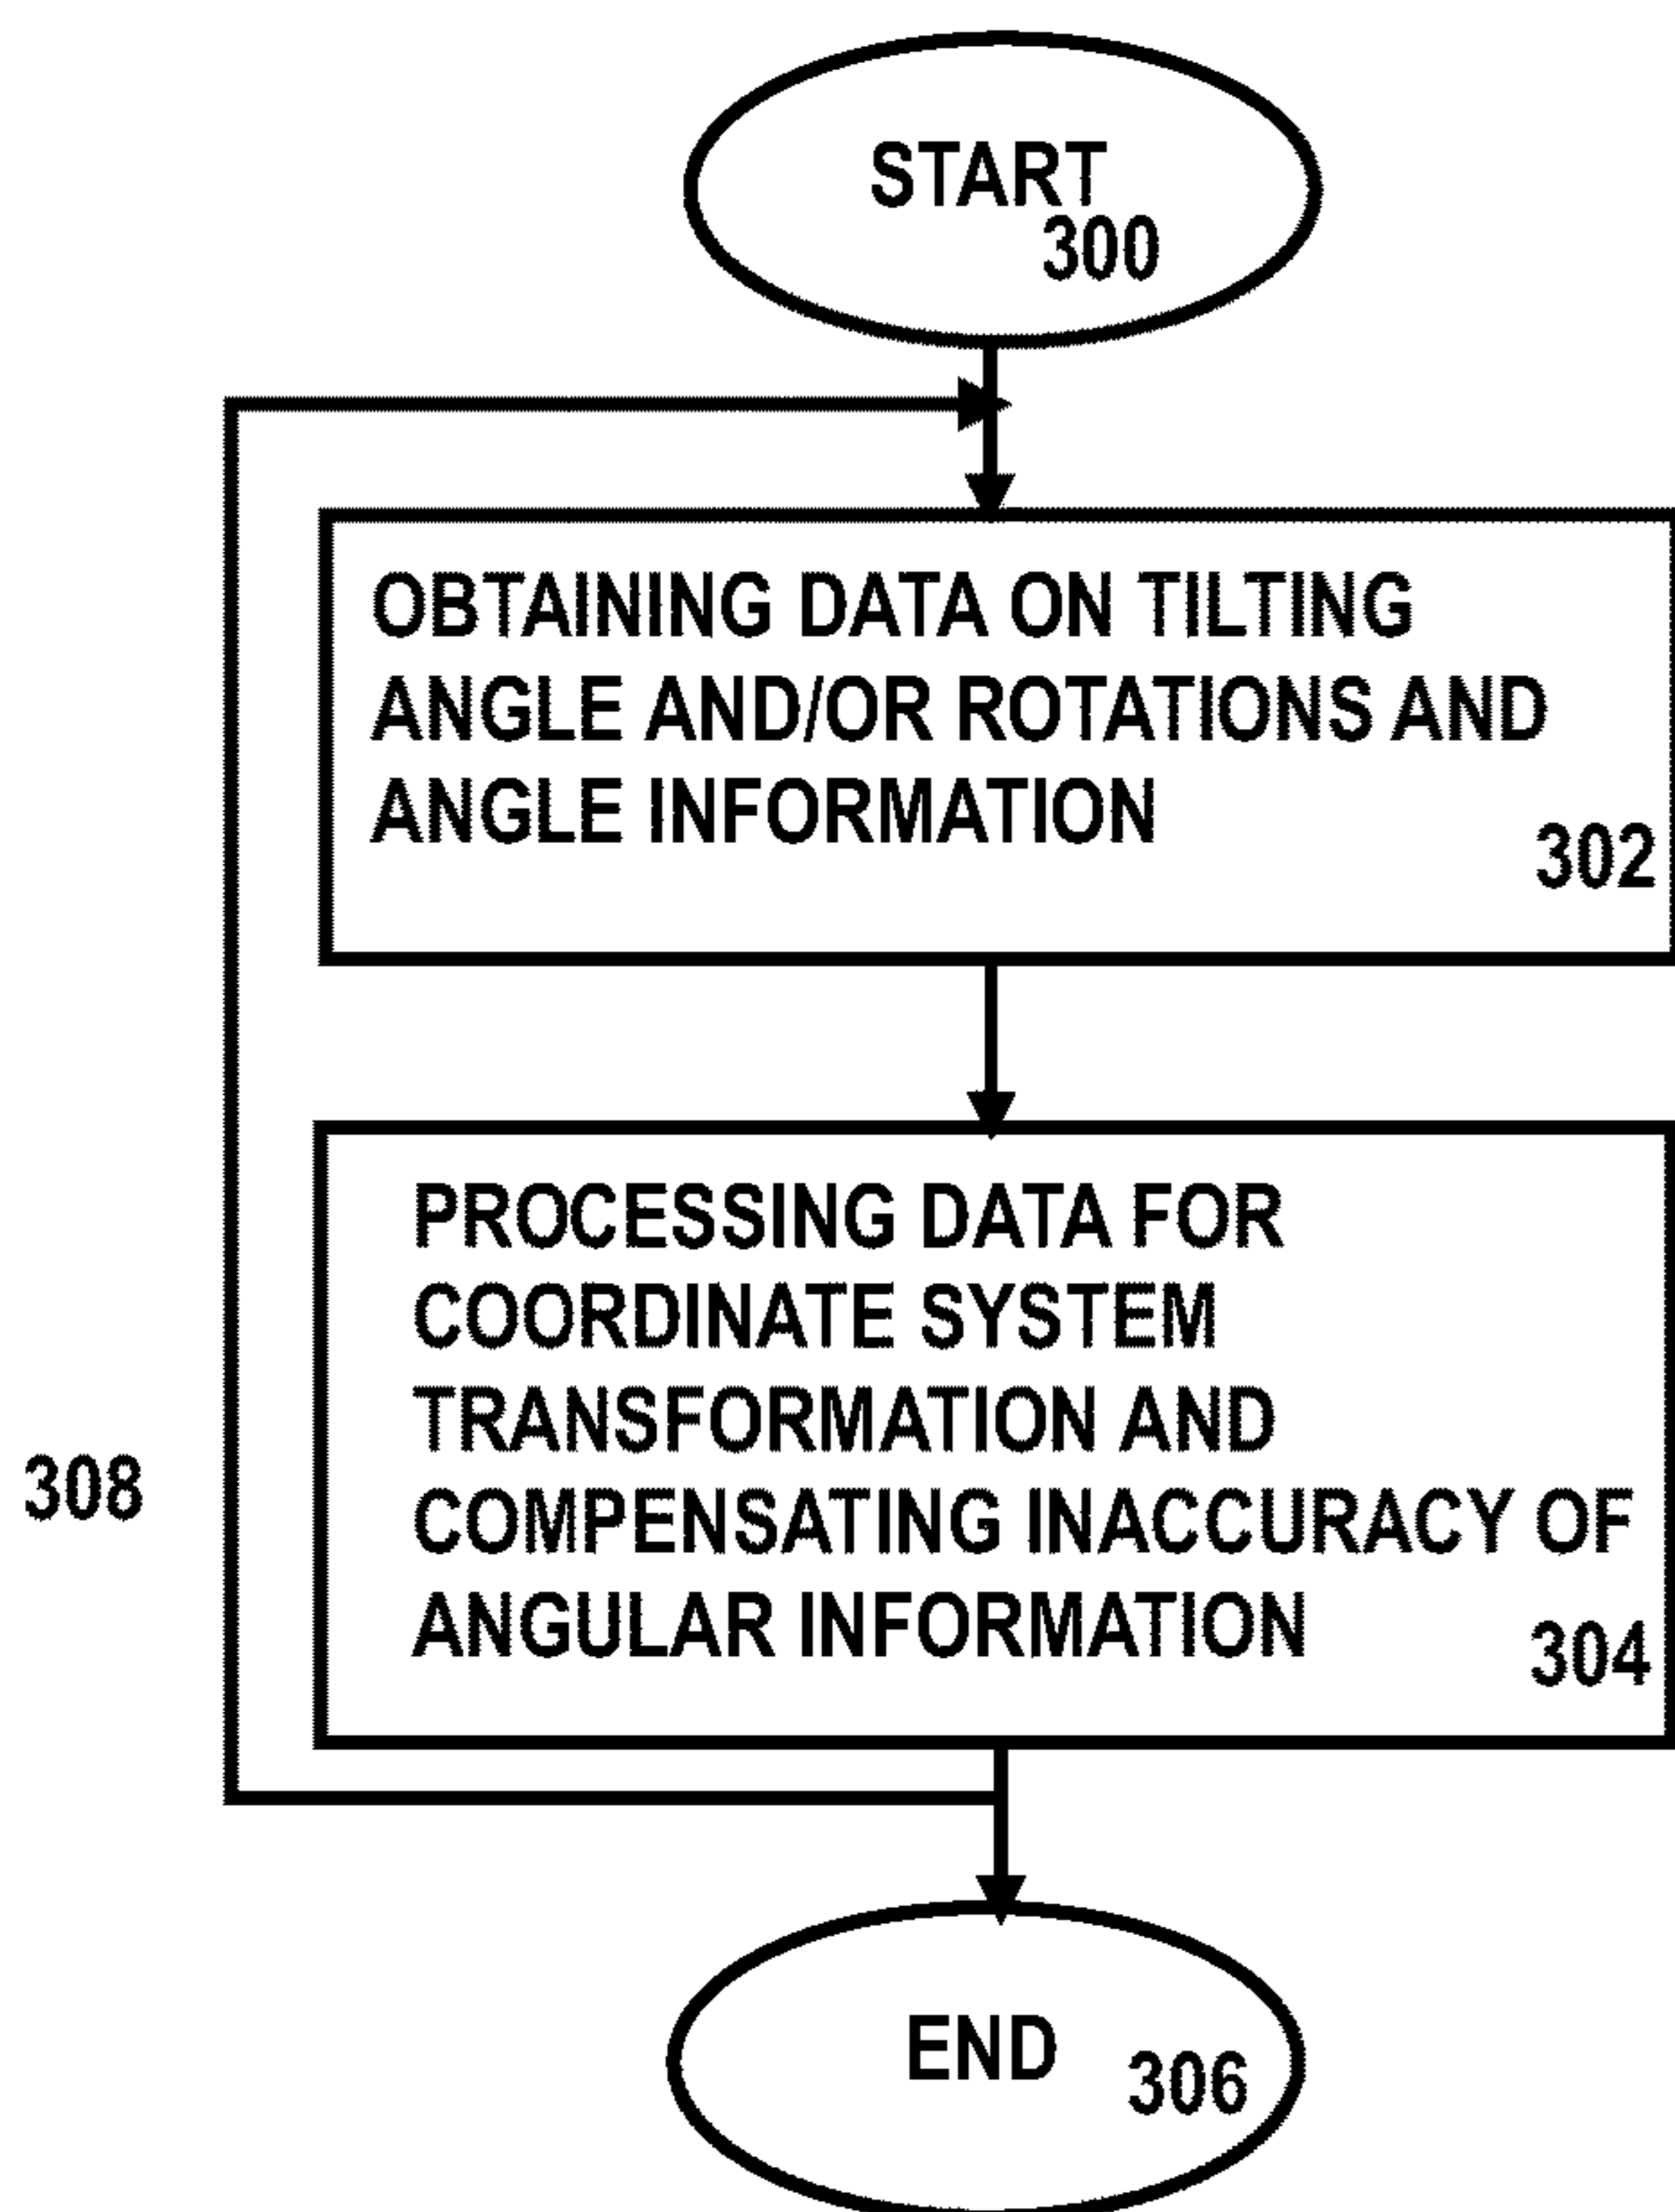 START
300
OBTAINING DATA ON TILTING
ANGLE AND/OR ROTATIONS AND
ANGLE INFORMATION
302
PROCESSING DATA FOR
COORDINATE SYSTEM
TRANSFORMATION AND
COMPENSATING INACCURACY OF
ANGULAR INFORMATION
304
308
END
306